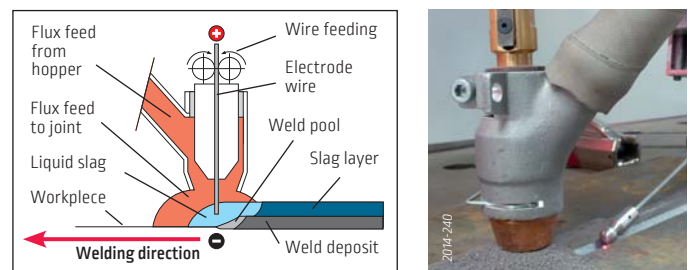 Flux feed
from
hopper
Flux feed
to joint
Liquid slag
Workplece
Welding direction
+
Wire feeding
Electrode
wire
Weld pool
Slag layer
Weld deposit
−
2014-240